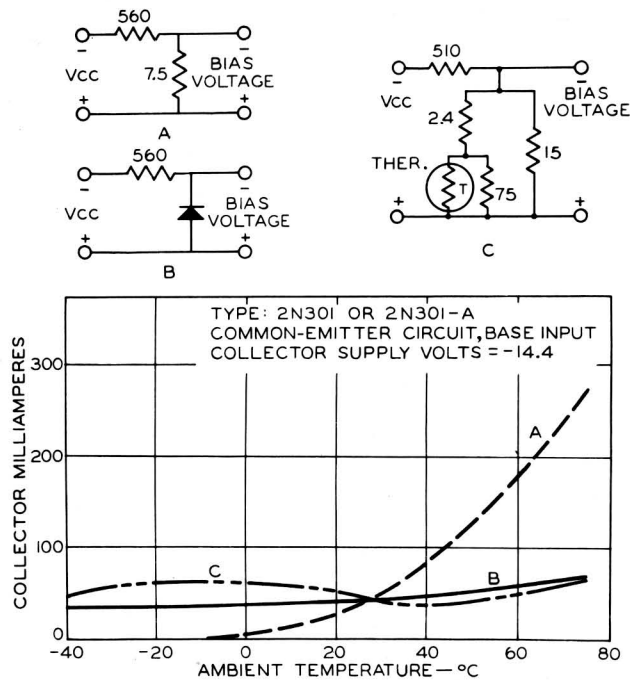 560
VCC
7.5
BIAS
VOLTAGE
A
560
VCC
BIAS
VOLTAGE
B
510
VCC
BIAS
VOLTAGE
2.4
15
THER.
T
75
C
TYPE: 2N301 OR 2N301-A
COMMON-EMITTER CIRCUIT, BASE INPUT
COLLECTOR SUPPLY VOLTS = -14.4
COLLECTOR MILLIAMPERES
300
200
100
0
A
B
C
-40 -20 0 20 40 60 80
AMBIENT TEMPERATURE—°C